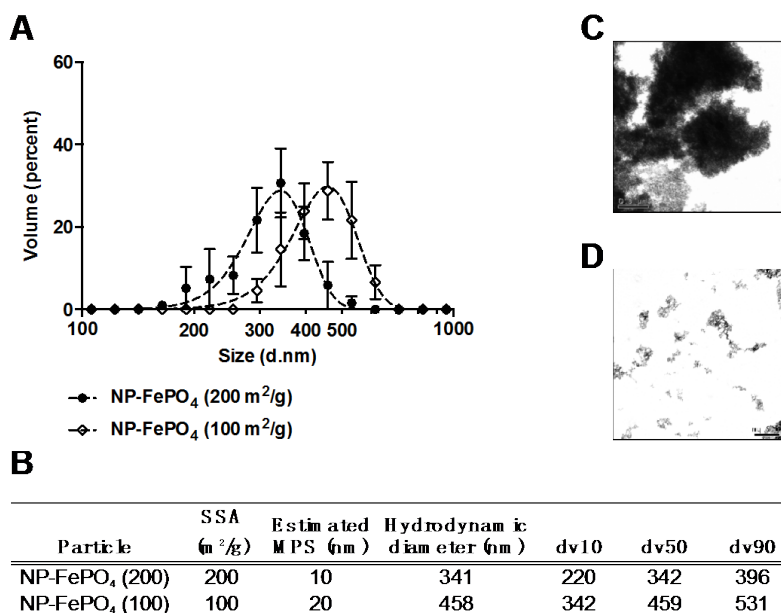 A
C
60
40
20
0
Volume (percent)
100
200
300
400
500
1000
Size (d.nm)
NP-FePO₄ (200 m²/g)
NP-FePO₄ (100 m²/g)
D
B
Particle SSA (m²/g) Estimated MPS (nm) Hydrodynamic diameter (nm) dv10 dv50 dv90
NP-FePO₄ (200) 200 10 341 220 342 396
NP-FePO₄ (100) 100 20 458 342 459 531